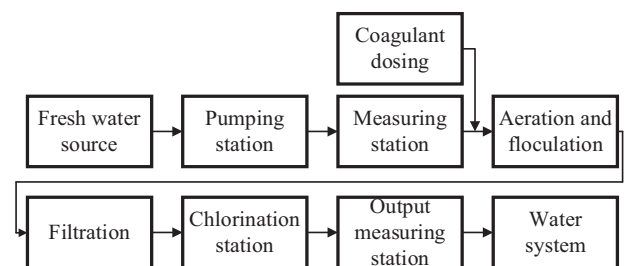 Coagulant
dosing
Fresh water
source
Pumping
station
Measuring
station
Aeration and
floculation
Filtration
Chlorination
station
Output
measuring
station
Water
system